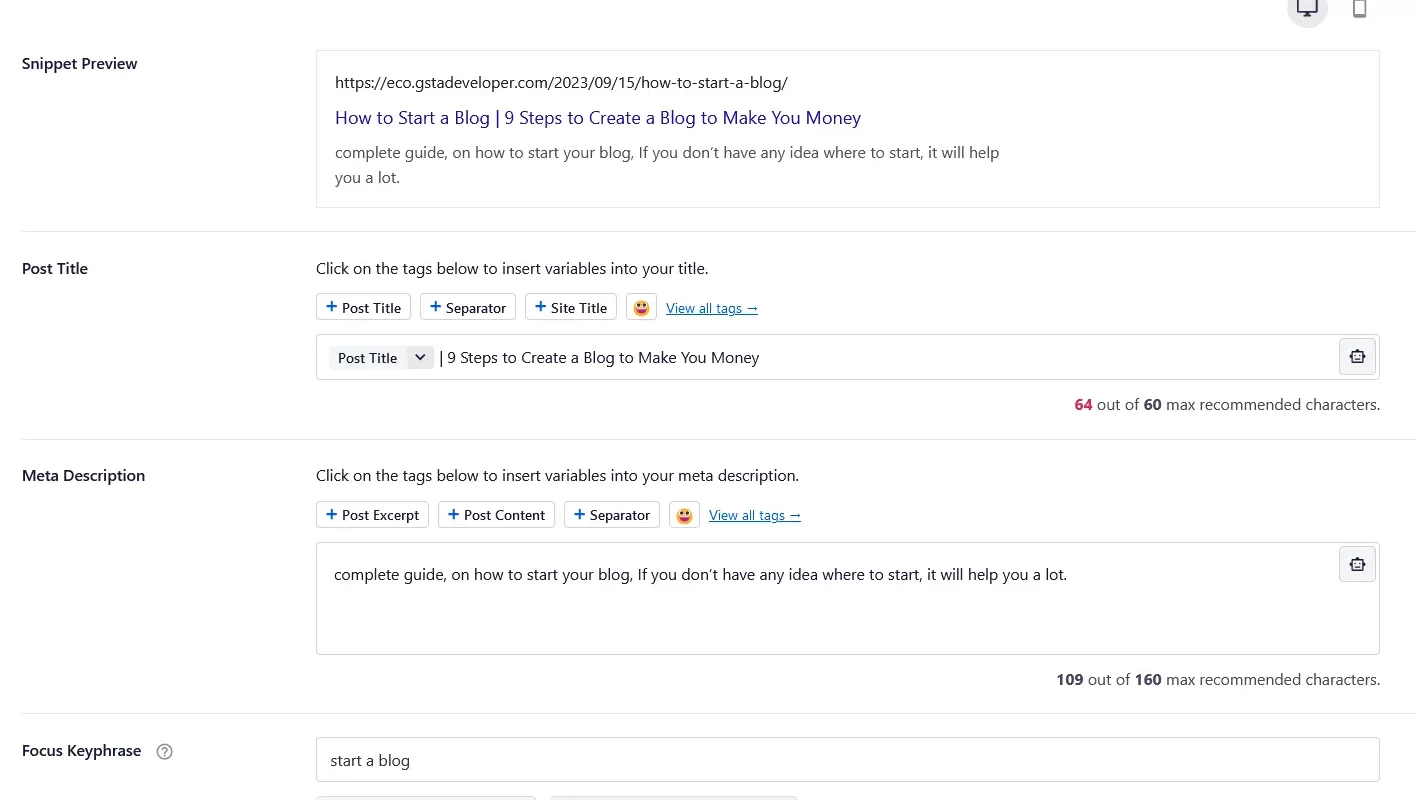 Snippet Preview
https://eco.gstadeveloper.com/2023/09/15/how-to-start-a-blog/
How to Start a Blog | 9 Steps to Create a Blog to Make You Money
complete guide, on how to start your blog, If you don’t have any idea where to start, it will help
you a lot.
Post Title
Click on the tags below to insert variables into your title.
+ Post Title + Separator + Site Title View all tags →
Post Title | 9 Steps to Create a Blog to Make You Money
64 out of 60 max recommended characters.
Meta Description
Click on the tags below to insert variables into your meta description.
+ Post Excerpt + Post Content + Separator View all tags →
complete guide, on how to start your blog, If you don’t have any idea where to start, it will help you a lot.
109 out of 160 max recommended characters.
Focus Keyphrase ?
start a blog